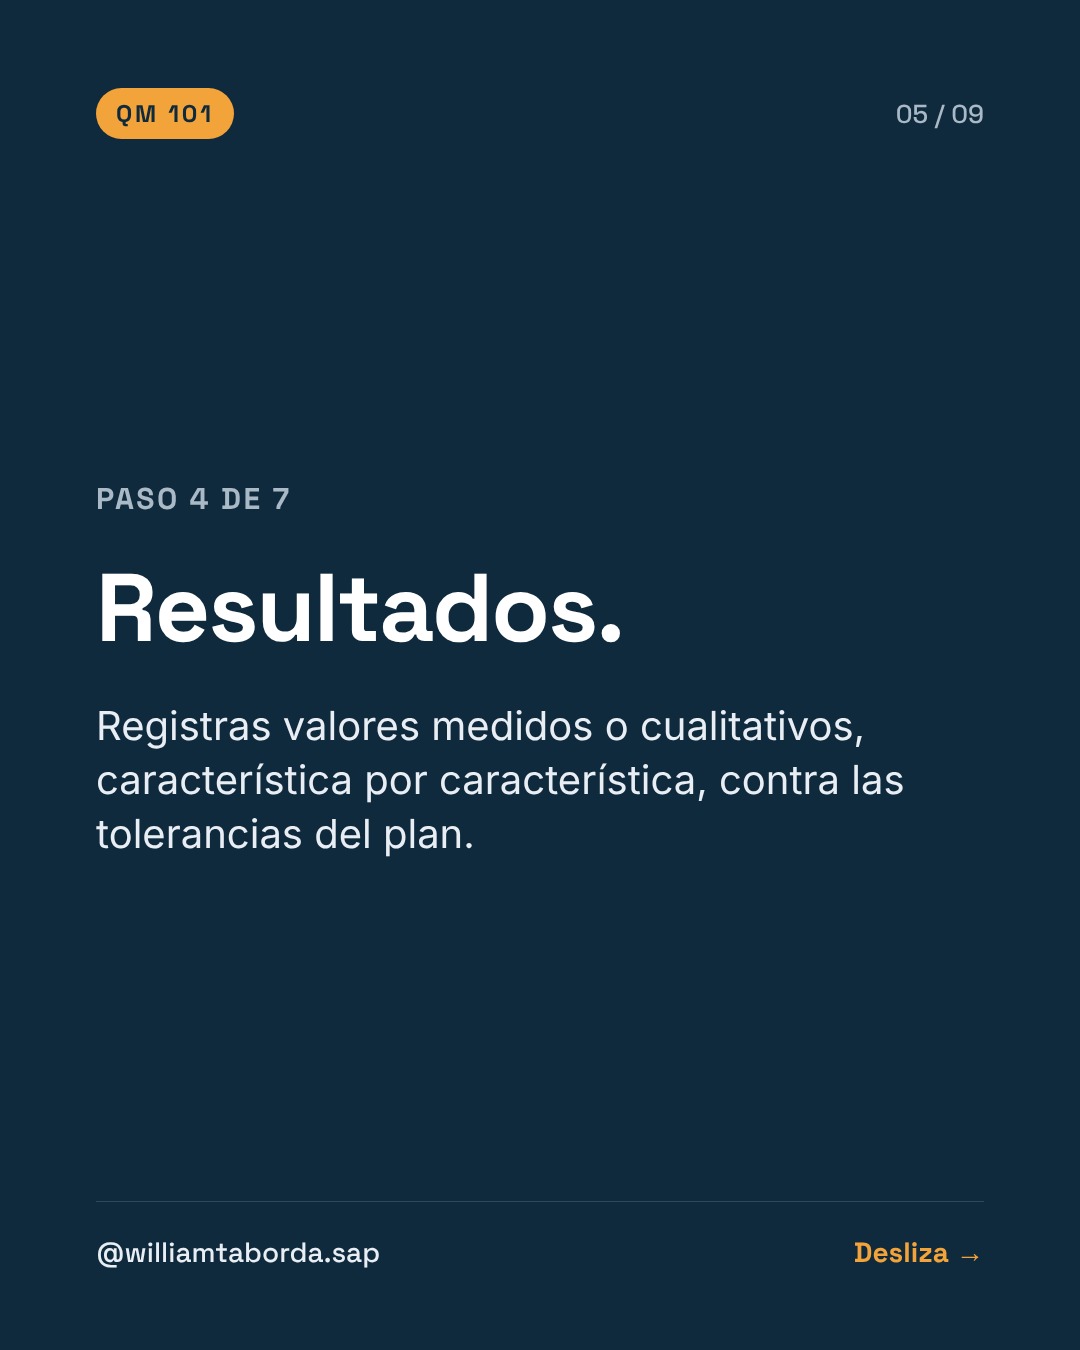 QM 101
05 / 09
PASO 4 DE 7
Resultados.
Registras valores medidos o cualitativos,
característica por característica, contra las
tolerancias del plan.
@williamtaborda.sap
Desliza →